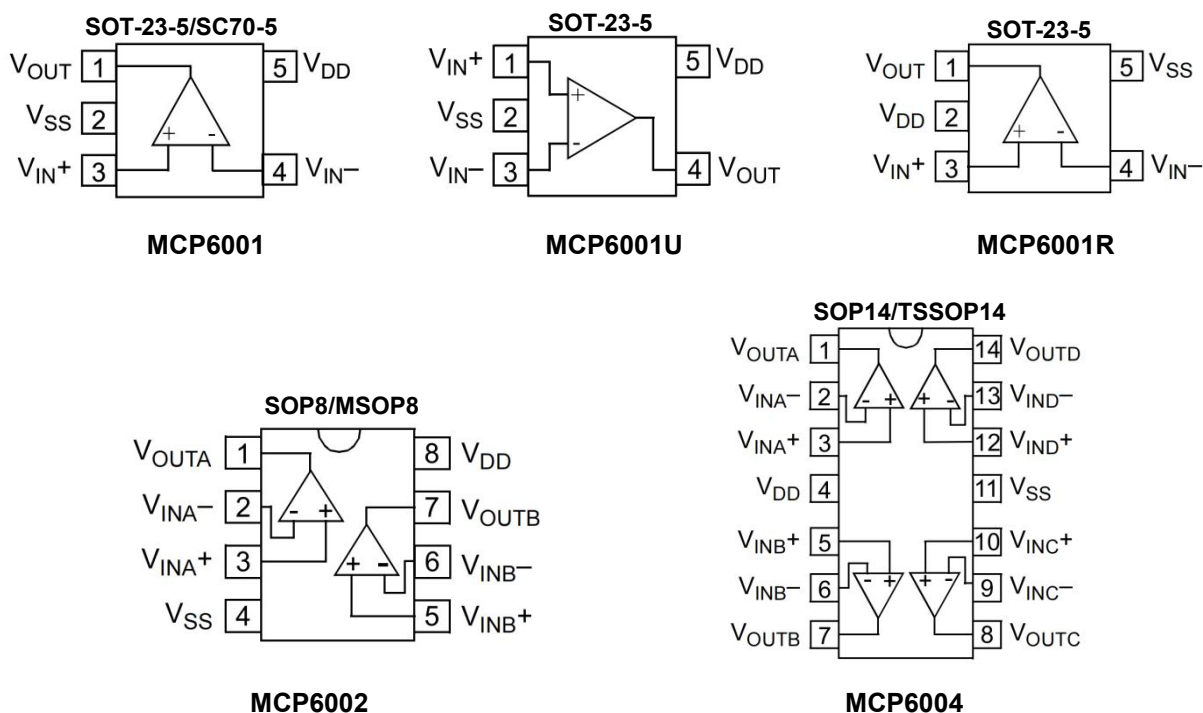 SOT-23-5/SC70-5
VOUT 1
5 VDD
VSS 2
+ -
VIN+ 3
4 VIN–
MCP6001
SOT-23-5
VIN+ 1
5 VDD
+
VSS 2
-
VIN– 3
4 VOUT
MCP6001U
SOT-23-5
VOUT 1
5 VSS
VDD 2
+ -
VIN+ 3
4 VIN–
MCP6001R
SOP8/MSOP8
VOUTA 1
8 VDD
VINA– 2
7 VOUTB
- +
VINA+ 3
6 VINB–
+ -
VSS 4
5 VINB+
MCP6002
SOP14/TSSOP14
VOUTA 1
14 VOUTD
VINA– 2
13 VIND–
- + + -
VINA+ 3
12 VIND+
VDD 4
11 VSS
VINB+ 5
10 VINC+
- + + -
VINB– 6
9 VINC–
VOUTB 7
8 VOUTC
MCP6004